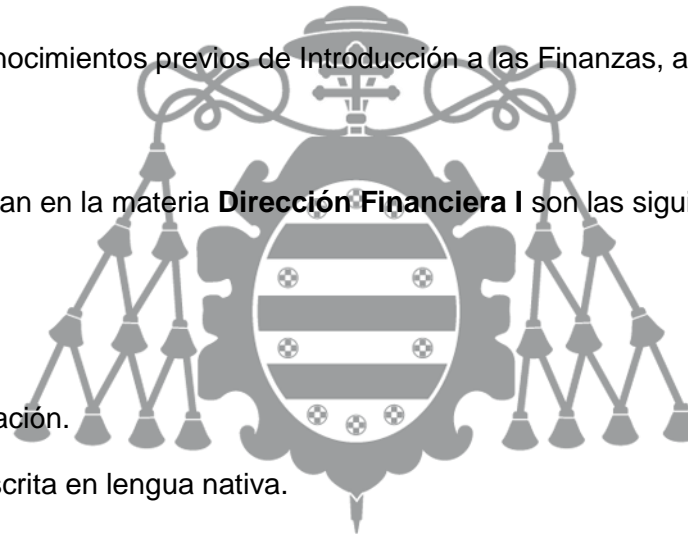 nocimientos previos de Introducción a las Finanzas, a
an en la materia Dirección Financiera I son las sigui
ación.
scrita en lengua nativa.